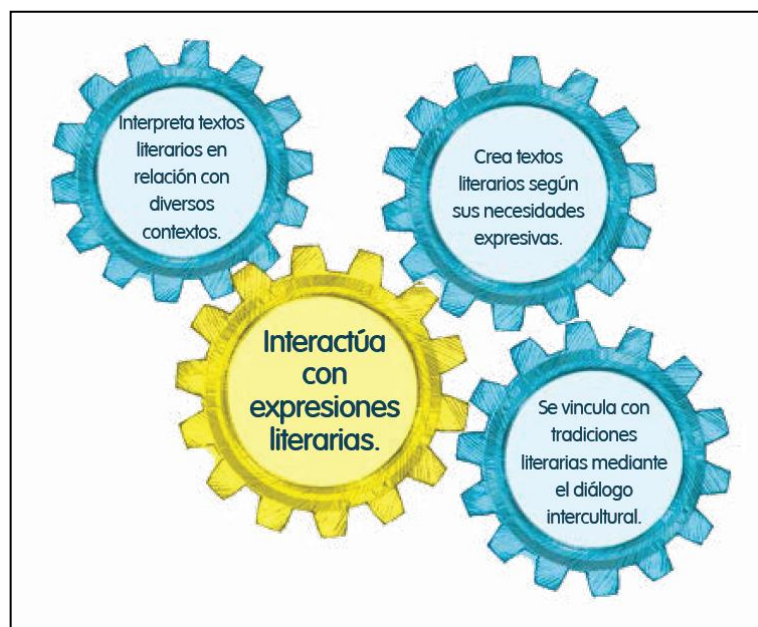 Interpreta textos
literarios en
relación con
diversos
contextos.
Crea textos
literarios según
sus necesidades
expresivas.
Interactúa
con
expresiones
literarias.
Se vincula con
tradiciones
literarias mediante
el diálogo
intercultural.